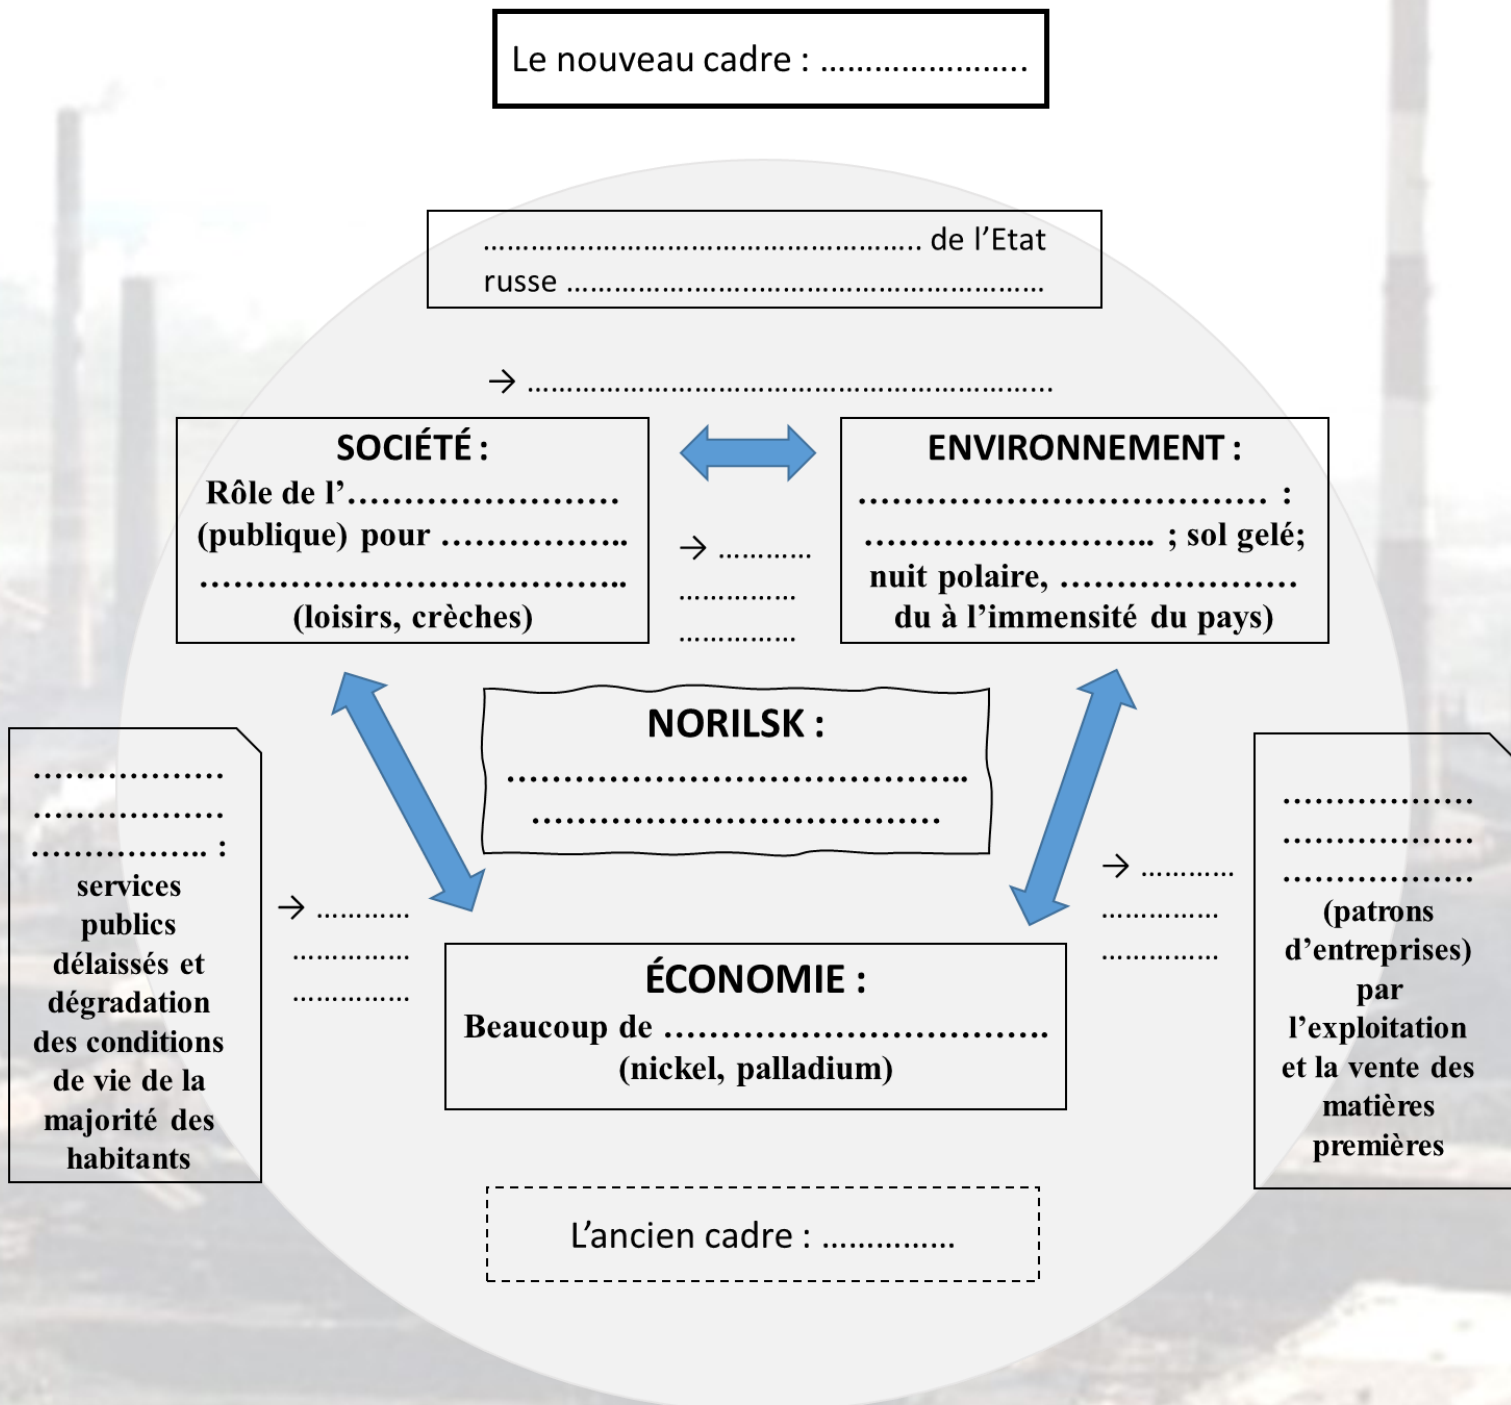 Le nouveau cadre : …………………..
…………..………………………………….. de l’Etat
russe ……………….……..…………………………………
→ ………………………………………………………...
SOCIÉTÉ :
Rôle de l’……………………
(publique) pour ……………..
…………………………………..
(loisirs, crèches)
→ …………
……………
……………
ENVIRONNEMENT :
……………………………… :
…………………….. ; sol gelé;
nuit polaire, …………………
du à l’immensité du pays)
NORILSK :
…………………………………..
………………………………
………………
………………
…………….. :
services
publics
délaissés et
dégradation
des conditions
de vie de la
majorité des
habitants
→ …………
……………
……………
ÉCONOMIE :
Beaucoup de …………………………….
(nickel, palladium)
→ …………
……………
……………
………………
………………
………………
(patrons
d’entreprises)
par
l’exploitation
et la vente des
matières
premières
L’ancien cadre : ……………